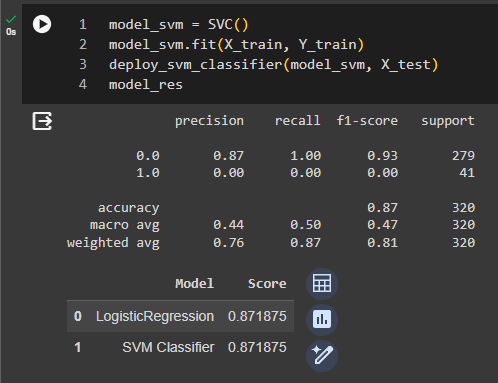 0s
1 model_svm = SVC()
2 model_svm.fit(X_train, Y_train)
3 deploy_svm_classifier(model_svm, X_test)
4 model_res
precision recall f1-score support
0.0 0.87 1.00 0.93 279
1.0 0.00 0.00 0.00 41
accuracy 0.87 320
macro avg 0.44 0.50 0.47 320
weighted avg 0.76 0.87 0.81 320
Model Score
0 LogisticRegression 0.871875
1 SVM Classifier 0.871875